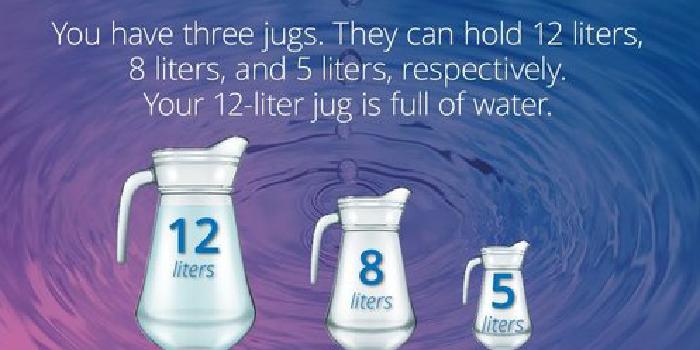 You have three jugs. They can hold 12 liters,
8 liters, and 5 liters, respectively.
Your 12-liter jug is full of water.
12
liters
8
liters
5
liters